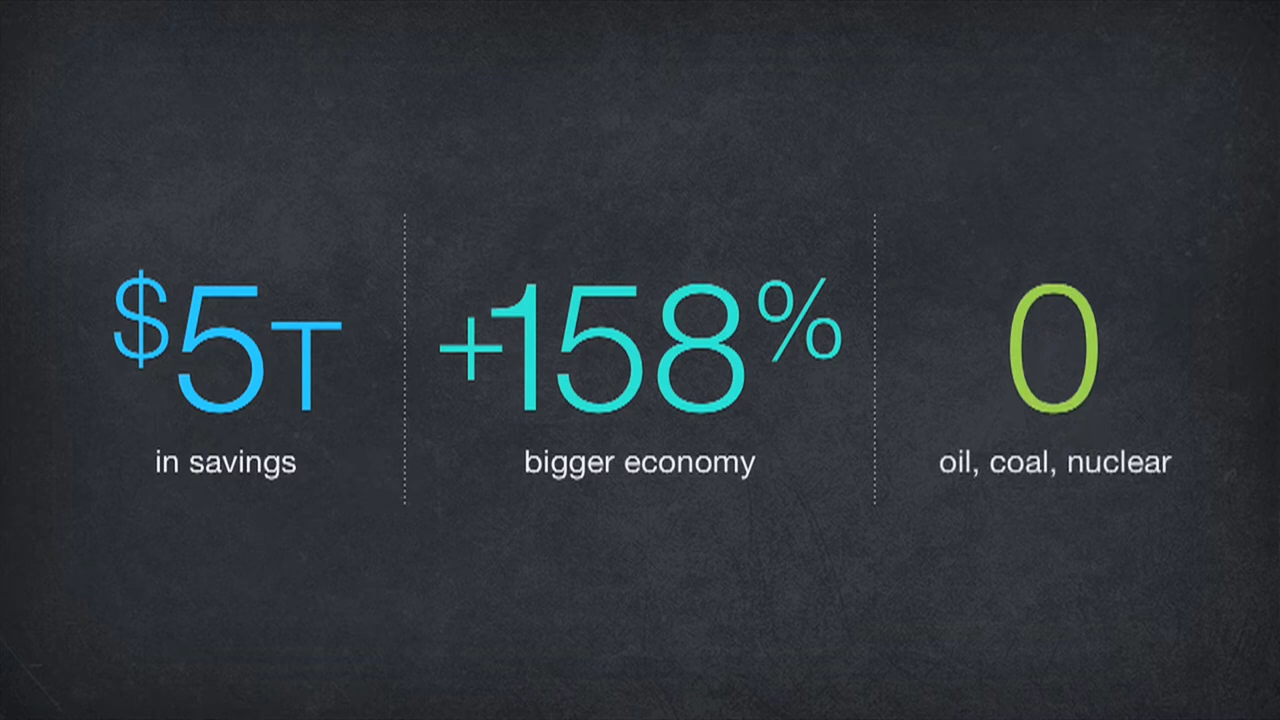 $5T
in savings
+158%
bigger economy
0
oil, coal, nuclear